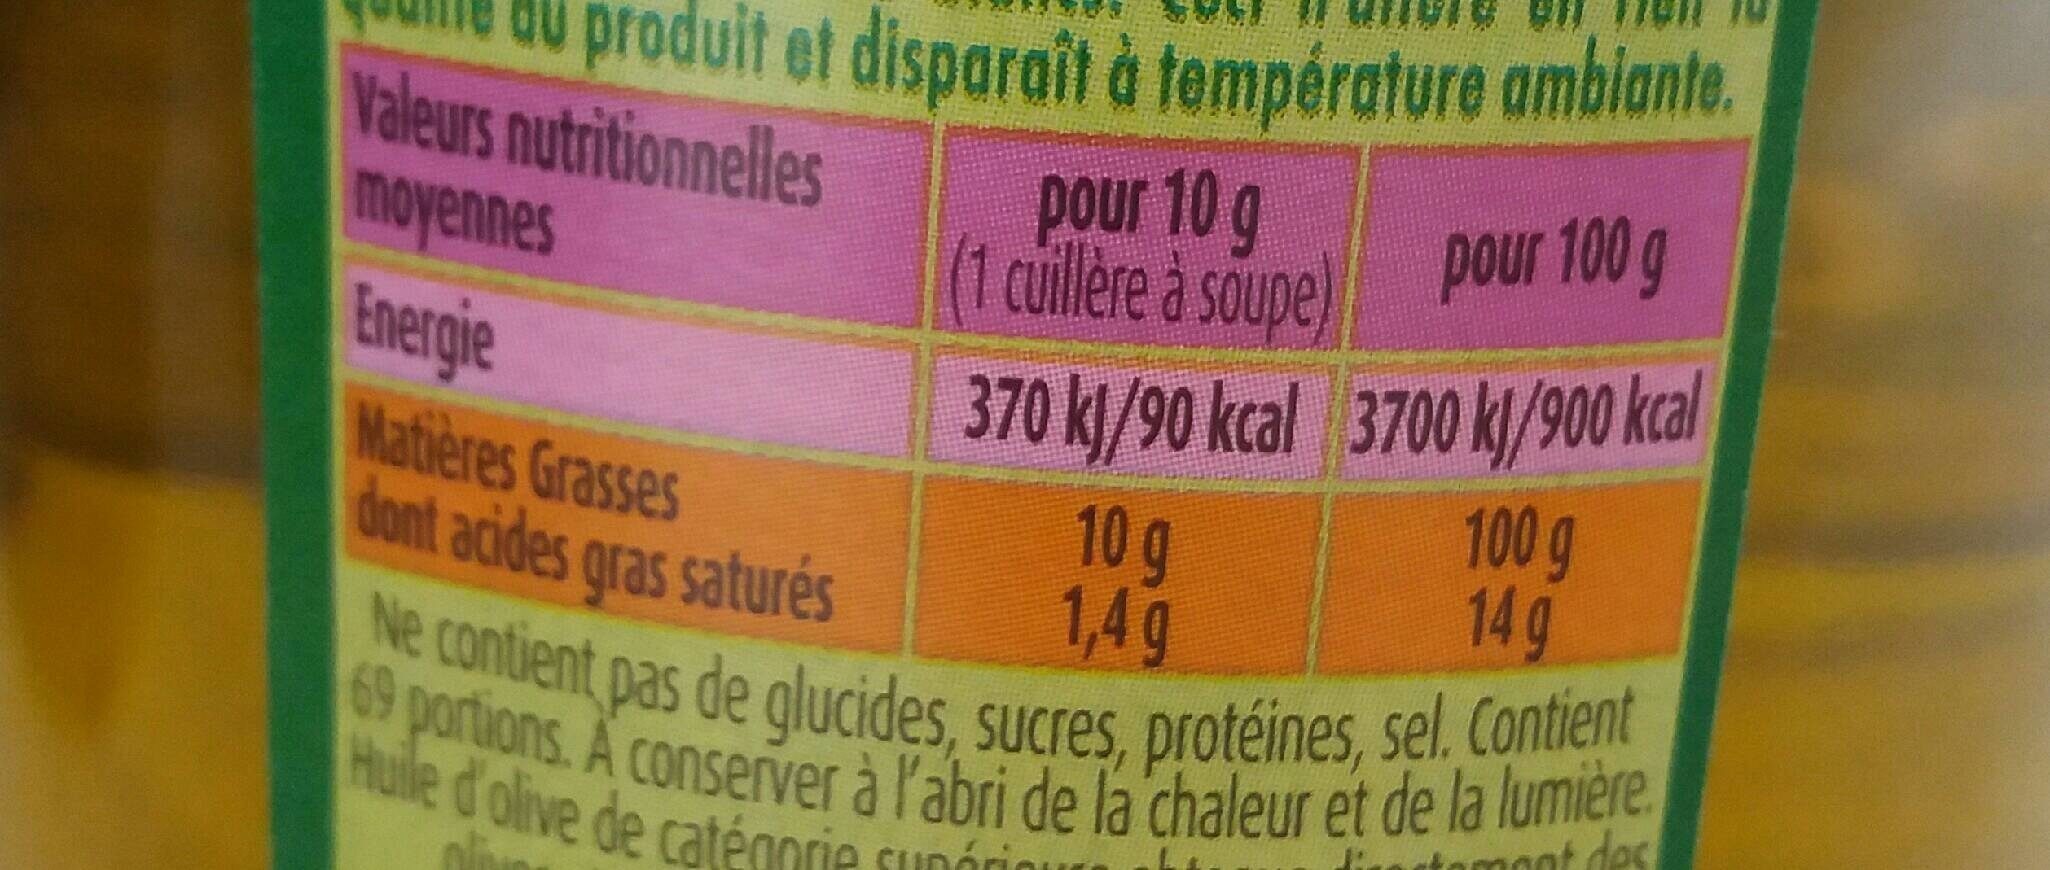 du produit et disparaît à température ambiante.
Valeurs nutritionnelles
moyennes
pour 10 g
(1 cuillère à soupe)
pour 100 g
Energie
370 kJ/90 kcal
3700 kJ/900 kcal
Matières Grasses
10 g
100 g
dont acides gras saturés
1,4 g
14 g
Ne contient pas de glucides, sucres, protéines, sel. Contient
69 portions. À conserver à l'abri de la chaleur et de la lumière.
Huile d'olive de catégorie des